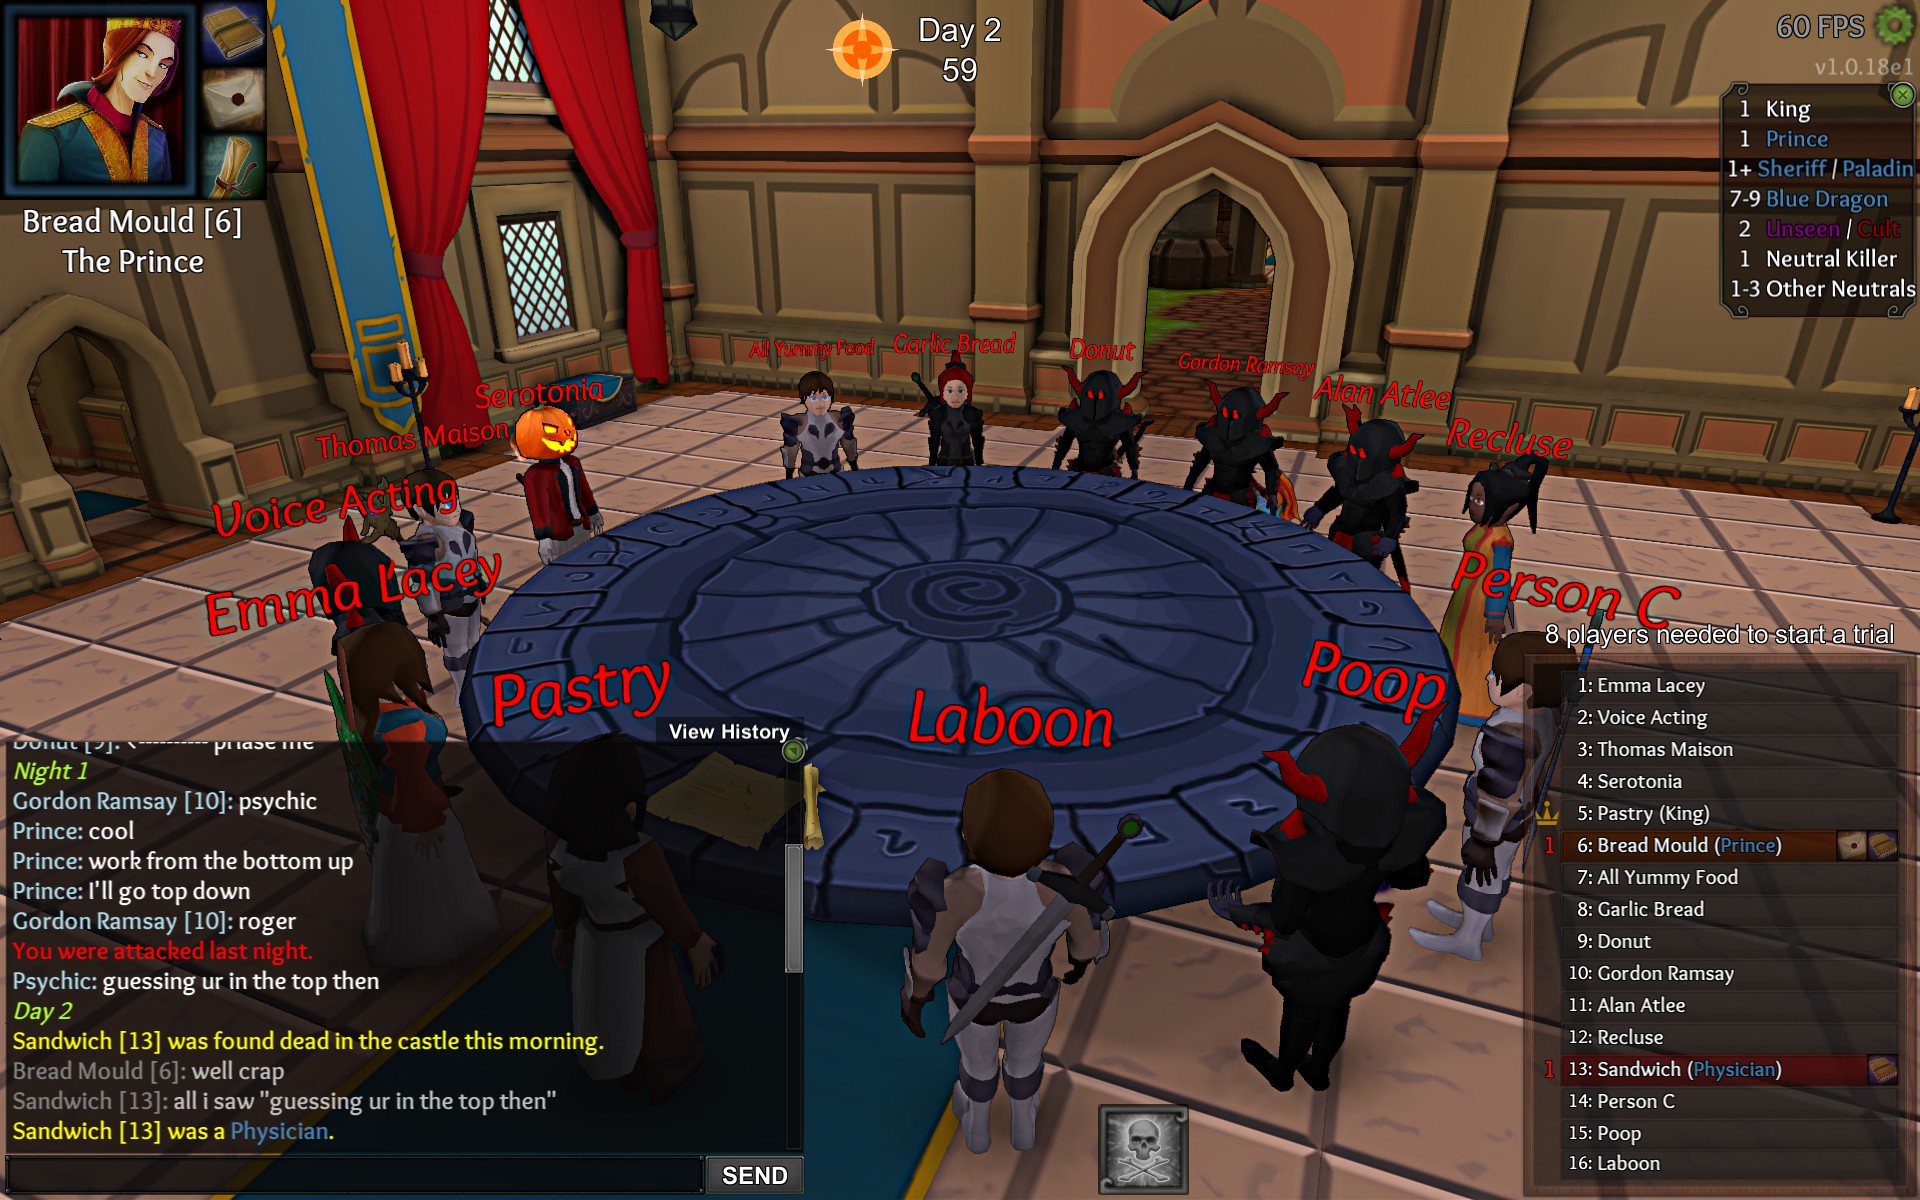 Day 2
59
60 FPS
v1.0.18e1
Bread Mould [6]
The Prince
1 King
1 Prince
1+ Sheriff / Paladin
7-9 Blue Dragon
2 Unseen / Cult
1 Neutral Killer
1-3 Other Neutrals
All Yummy Food
Garlic Bread
Donut
Gordon Ramsay
Alan Atlee
Recluse
Serotonia
Thomas Maison
Voice Acting
Emma Lacey
Person C
Pastry
Laboon
Poop
8 players needed to start a trial
1: Emma Lacey
2: Voice Acting
3: Thomas Maison
4: Serotonia
5: Pastry (King)
1 6: Bread Mould (Prince)
7: All Yummy Food
8: Garlic Bread
9: Donut
10: Gordon Ramsay
11: Alan Atlee
12: Recluse
1 13: Sandwich (Physician)
14: Person C
15: Poop
16: Laboon
View History
Donut [9]: <---------- priase me
Night 1
Gordon Ramsay [10]: psychic
Prince: cool
Prince: work from the bottom up
Prince: I'll go top down
Gordon Ramsay [10]: roger
You were attacked last night.
Psychic: guessing ur in the top then
Day 2
Sandwich [13] was found dead in the castle this morning.
Bread Mould [6]: well crap
Sandwich [13]: all i saw "guessing ur in the top then"
Sandwich [13] was a Physician.
SEND